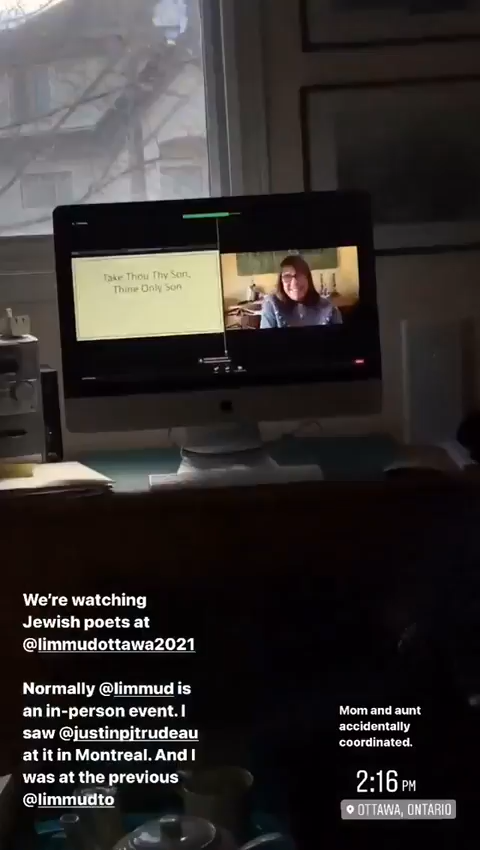 Take Thou Thy Son,
Thine Only Son
We're watching
Jewish poets at
@limmudottawa2021
Normally @limmud is
an in-person event. I
saw @justinpjtrudeau
at it in Montreal. And I
was at the previous
@limmudto
Mom and aunt
accidentally
coordinated.
2:16 PM
OTTAWA, ONTARIO